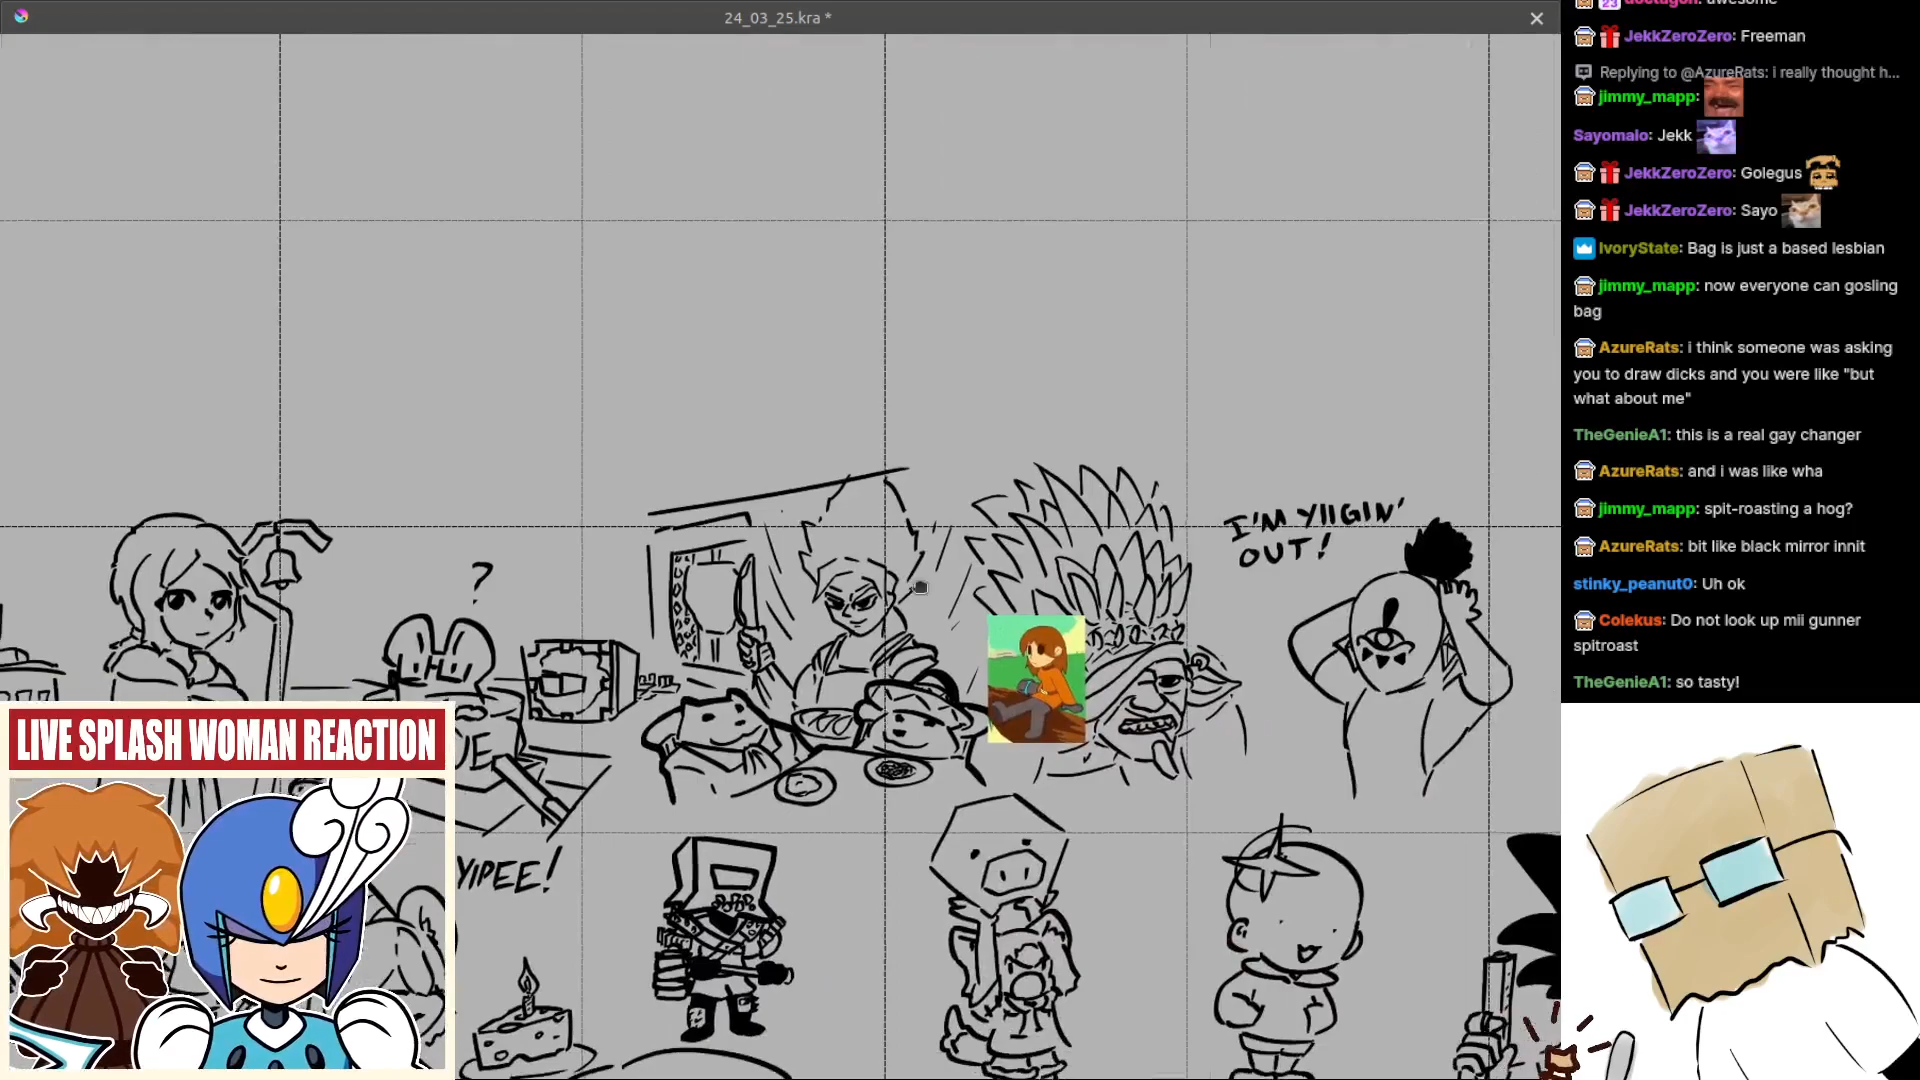 24_03_25.kra *
doctagon: awesome
JekkZeroZero: Freeman
Replying to @AzureRats: i really thought h...
jimmy_mapp:
Sayomalo: Jekk
JekkZeroZero: Golegus
JekkZeroZero: Sayo
IvoryState: Bag is just a based lesbian
jimmy_mapp: now everyone can gosling
bag
AzureRats: i think someone was asking
you to draw dicks and you were like "but
what about me"
TheGenieA1: this is a real gay changer
AzureRats: and i was like wha
jimmy_mapp: spit-roasting a hog?
AzureRats: bit like black mirror innit
stinky_peanut0: Uh ok
Colekus: Do not look up mii gunner
spitroast
TheGenieA1: so tasty!
I'M YIIGIN'
OUT!
?
LIVE SPLASH WOMAN REACTION
YIPEE!